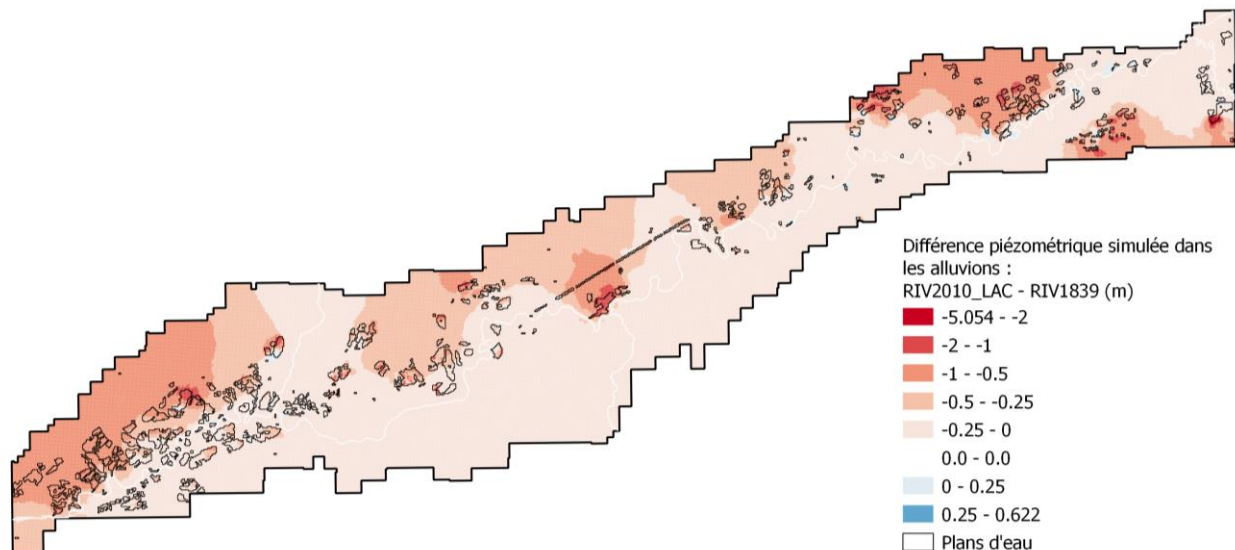 Différence piézométrique simulée dans
les alluvions :
RIV2010_LAC - RIV1839 (m)
-5.054 - -2
-2 - -1
-1 - -0.5
-0.5 - -0.25
-0.25 - 0
0.0 - 0.0
0 - 0.25
0.25 - 0.622
Plans d'eau